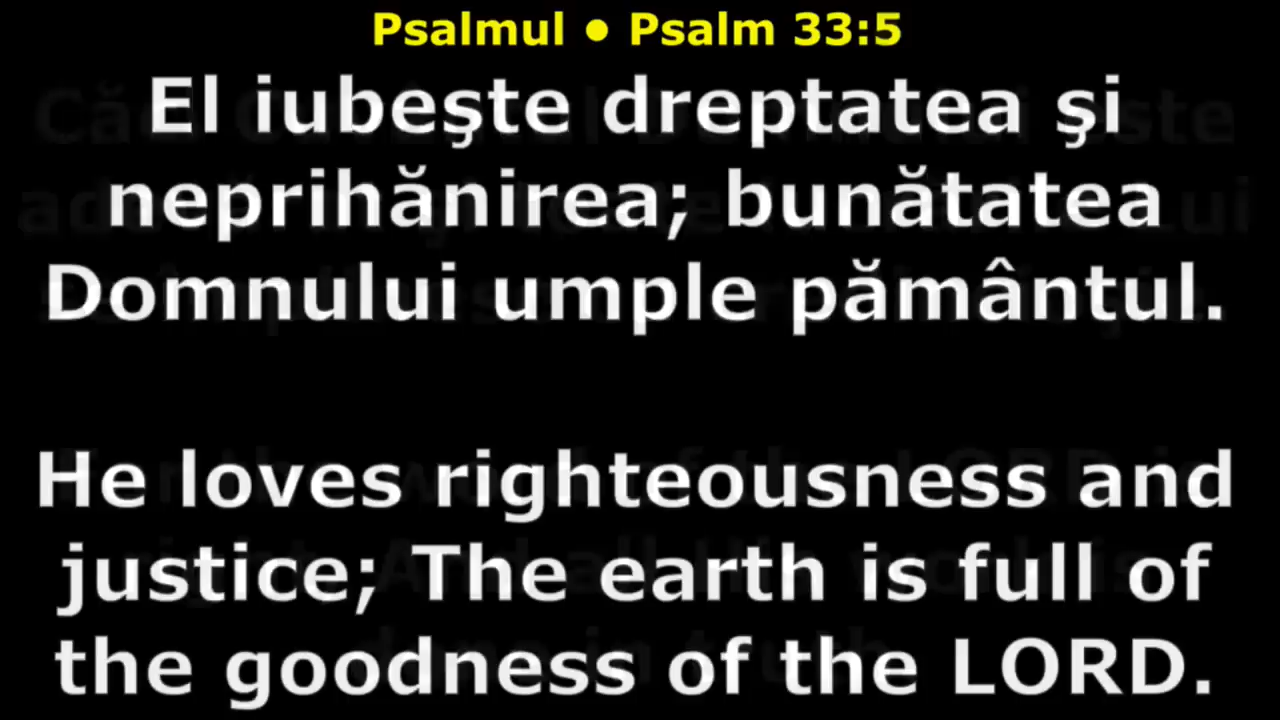 Psalmul • Psalm 33:5
El iubeşte dreptatea şi
neprihănirea; bunătatea
Domnului umple pământul.
He loves righteousness and
justice; The earth is full of
the goodness of the LORD.